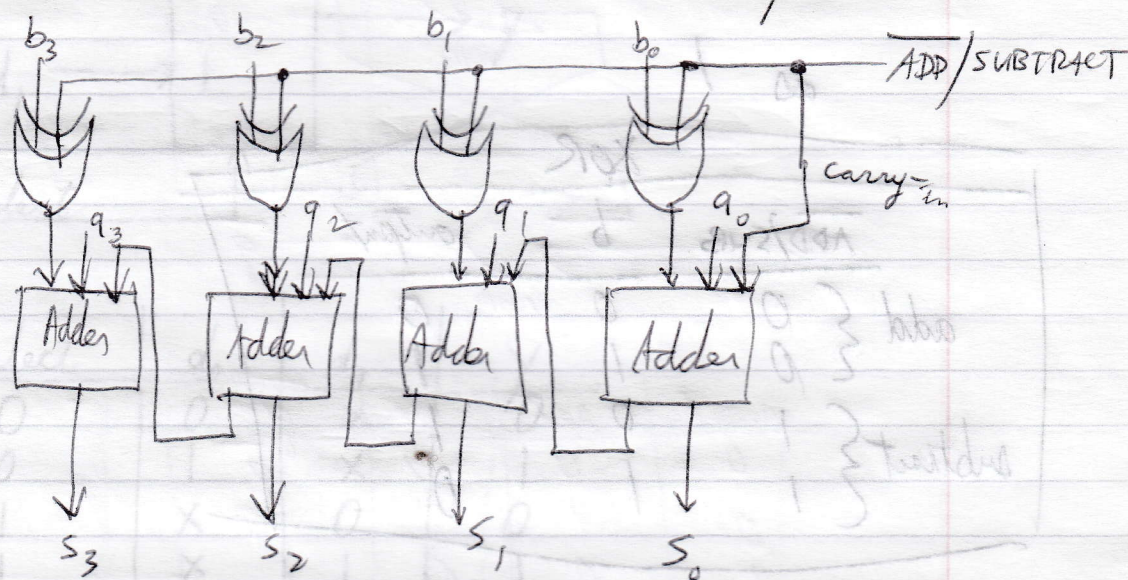 b3 b2 b1 b0 ADD/SUBTRACT
carry-in
a3 a2 a1 a0
Adder Adder Adder Adder
S3 S2 S1 S0